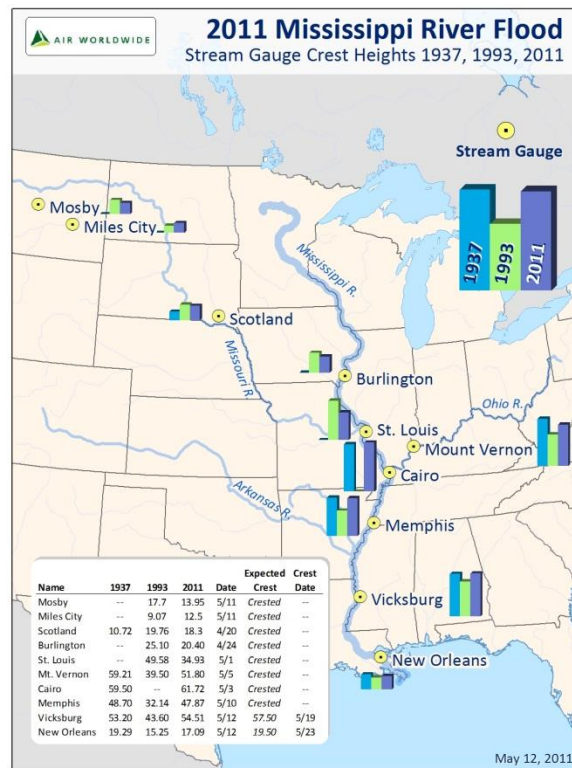 AIR WORLDWIDE
2011 Mississippi River Flood
Stream Gauge Crest Heights 1937, 1993, 2011
Stream Gauge
1937 1993 2011
Mosby
Miles City
Mississippi R.
Scotland
Missouri R.
Burlington
Ohio R.
St. Louis
Mount Vernon
Cairo
Arkansas R.
Memphis
Vicksburg
New Orleans
Expected Crest
Name 1937 1993 2011 Date Crest Date
Mosby -- 17.7 13.95 5/11 Crested --
Miles City -- 9.07 12.5 5/11 Crested --
Scotland 10.72 19.76 18.3 4/20 Crested --
Burlington -- 25.10 20.40 4/24 Crested --
St. Louis -- 49.58 34.93 5/1 Crested --
Mt. Vernon 59.21 39.50 51.80 5/5 Crested --
Cairo 59.50 -- 61.72 5/3 Crested --
Memphis 48.70 32.14 47.87 5/10 Crested --
Vicksburg 53.20 43.60 54.51 5/12 57.50 5/19
New Orleans 19.29 15.25 17.09 5/12 19.50 5/23
May 12, 2011